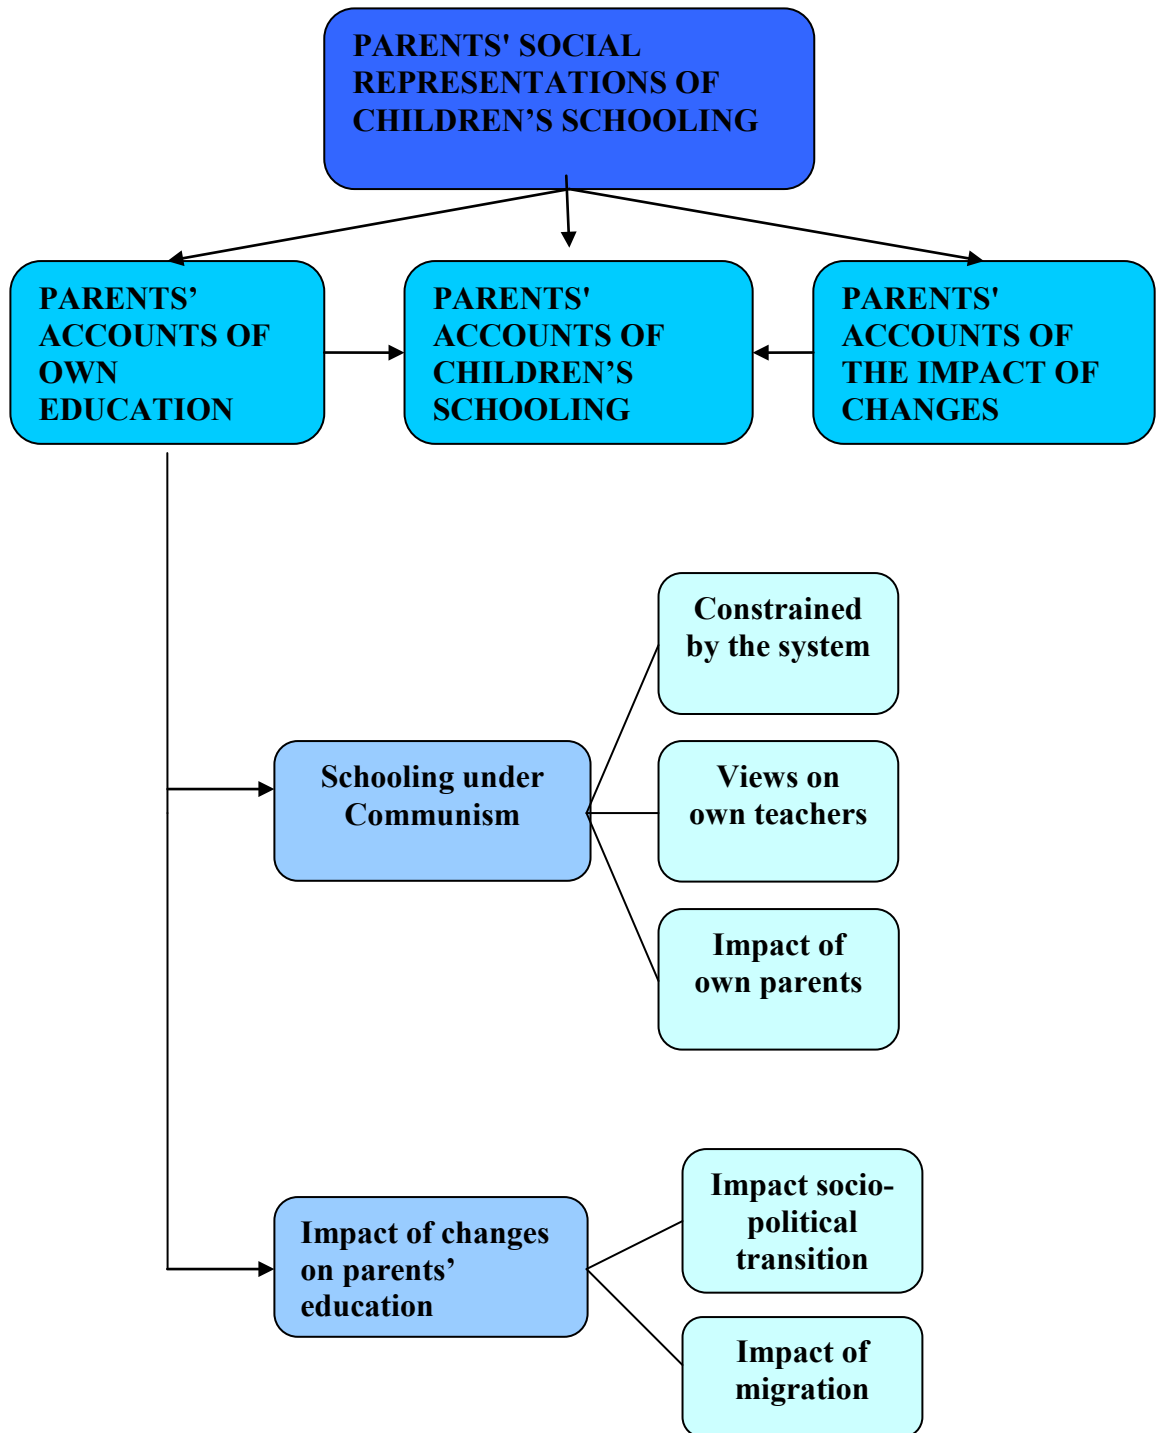 PARENTS' SOCIAL
REPRESENTATIONS OF
CHILDREN’S SCHOOLING
PARENTS’
ACCOUNTS OF
OWN
EDUCATION
PARENTS'
ACCOUNTS OF
CHILDREN’S
SCHOOLING
PARENTS'
ACCOUNTS OF
THE IMPACT OF
CHANGES
Constrained
by the system
Schooling under
Communism
Views on
own teachers
Impact of
own parents
Impact of changes
on parents’
education
Impact socio-
political
transition
Impact of
migration